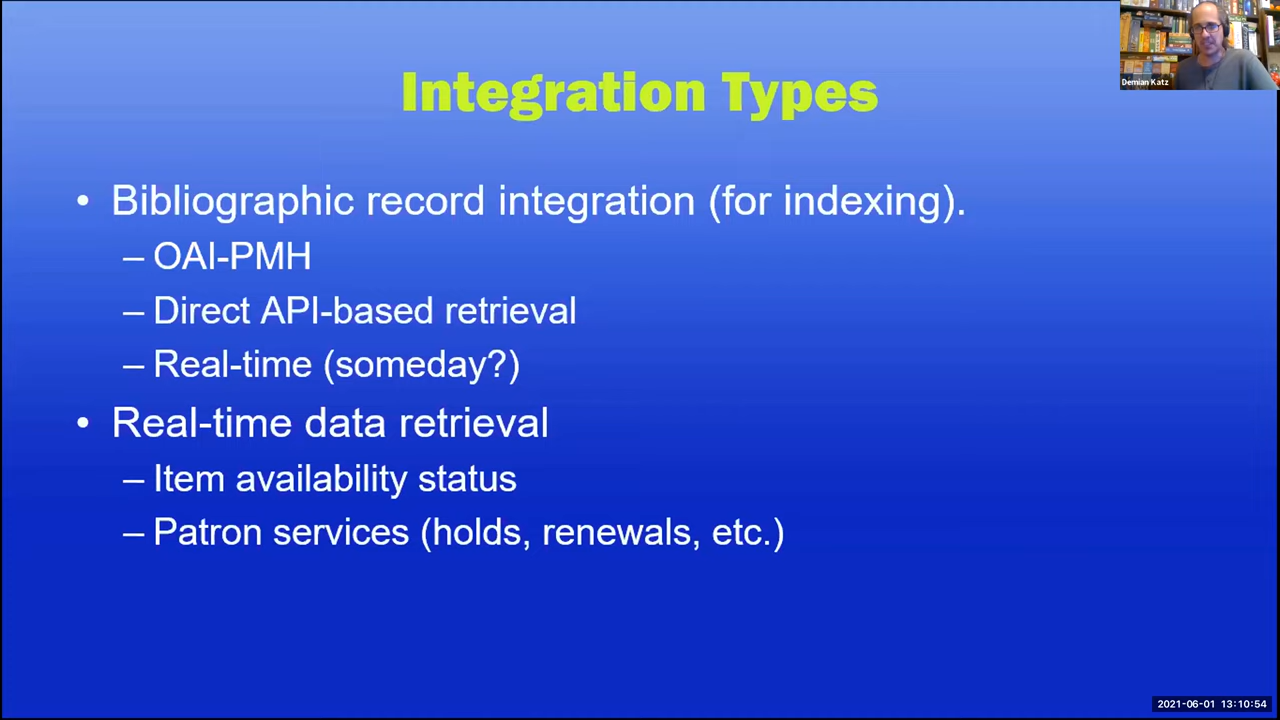 Integration Types
Demian Katz
• Bibliographic record integration (for indexing).
– OAI-PMH
– Direct API-based retrieval
– Real-time (someday?)
• Real-time data retrieval
– Item availability status
– Patron services (holds, renewals, etc.)
2021-06-01 13:10:54